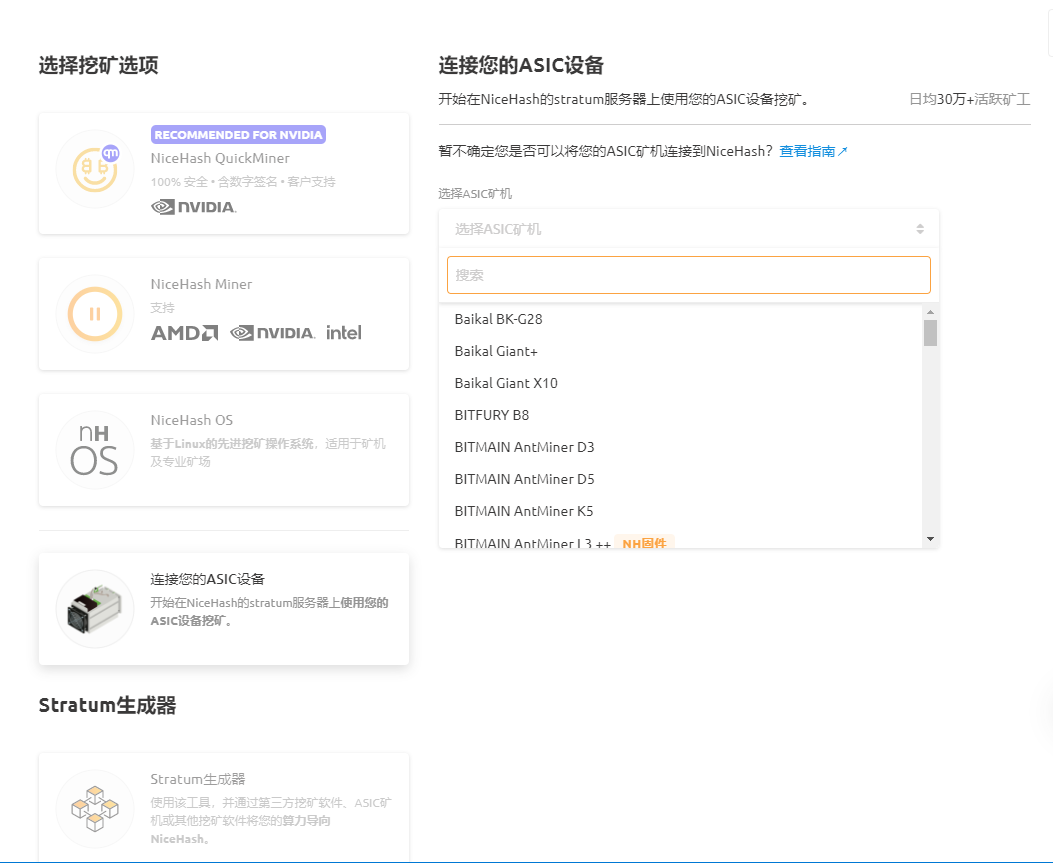 选择挖矿选项
RECOMMENDED FOR NVIDIA
qm
NiceHash QuickMiner
100% 安全 • 含数字签名 • 客户支持
NVIDIA.
NiceHash Miner
支持
AMD NVIDIA. intel
nH
OS
NiceHash OS
基于Linux的先进挖矿操作系统，适用于矿机
及专业矿场
连接您的ASIC设备
开始在NiceHash的stratum服务器上使用您的
ASIC设备挖矿。
Stratum生成器
Stratum生成器
使用该工具，并通过第三方挖矿软件、ASIC矿
机或其他挖矿软件将您的算力导向
NiceHash。
连接您的ASIC设备
开始在NiceHash的stratum服务器上使用您的ASIC设备挖矿。
日均30万+活跃矿工
暂不确定您是否可以将您的ASIC矿机连接到NiceHash？查看指南↗
选择ASIC矿机
选择ASIC矿机
搜索
Baikal BK-G28
Baikal Giant+
Baikal Giant X10
BITFURY B8
BITMAIN AntMiner D3
BITMAIN AntMiner D5
BITMAIN AntMiner K5
BITMAIN AntMiner L3 ++ NH固件